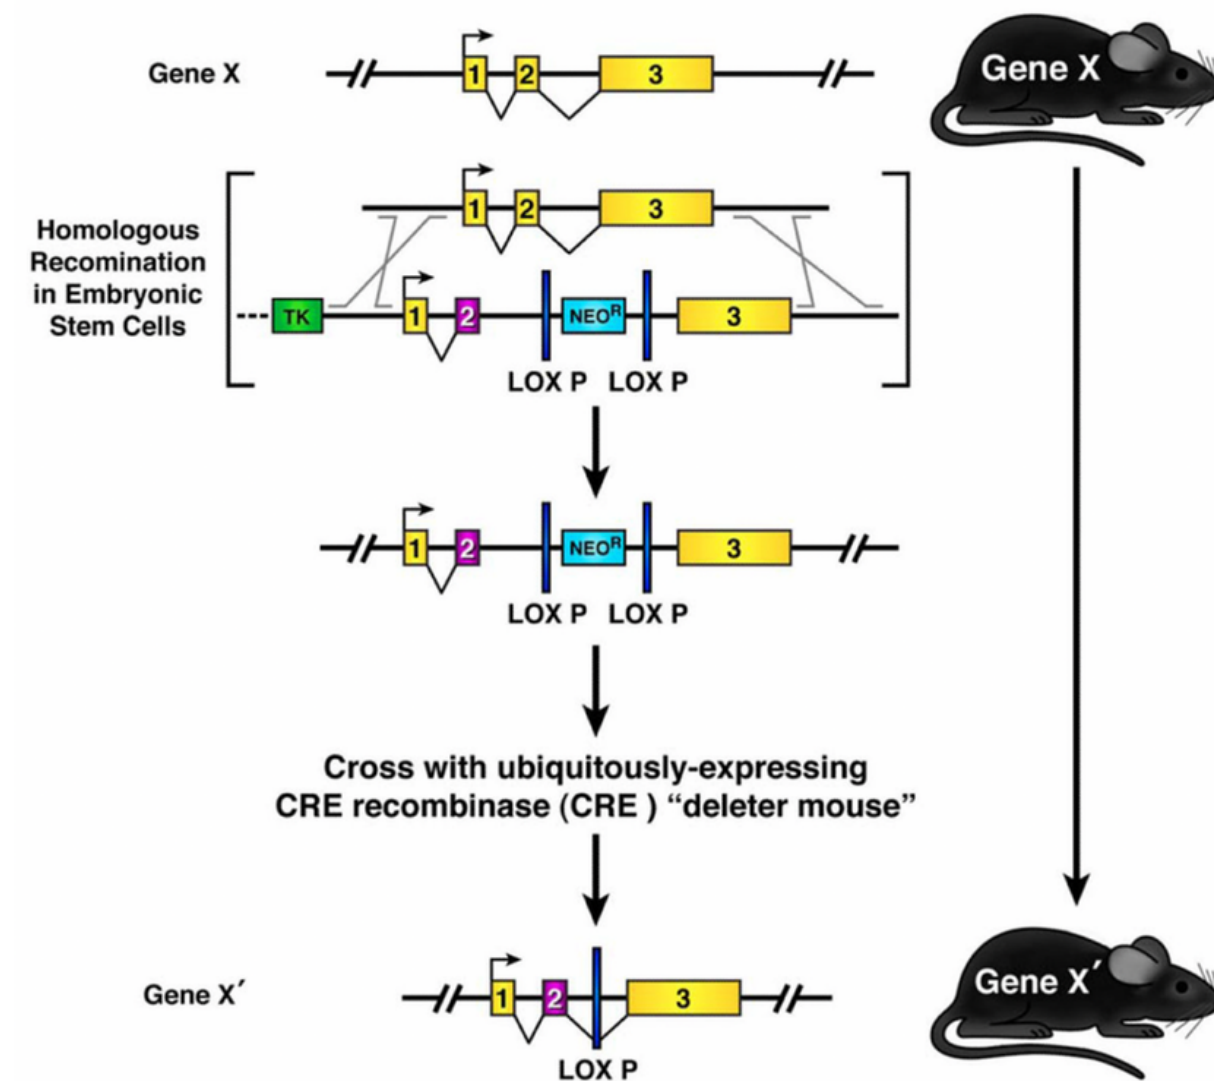 Gene X
1 2 3
Gene X
Homologous
Recomination
in Embryonic
Stem Cells
1 2 3
TK 1 2 NEOR 3
LOX P LOX P
1 2 NEOR 3
LOX P LOX P
Cross with ubiquitously-expressing
CRE recombinase (CRE ) “deleter mouse”
Gene X′
1 2 3
LOX P
Gene X′